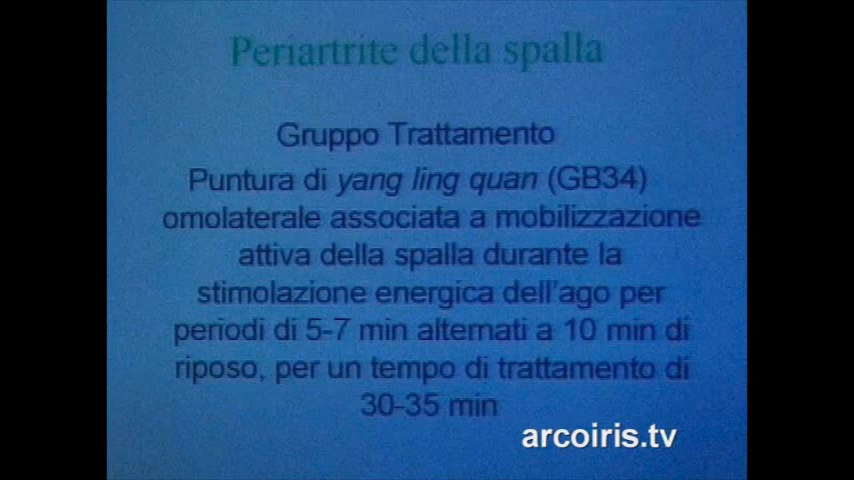 Periartrite della spalla
Gruppo Trattamento
Puntura di yang ling quan (GB34)
omolaterale associata a mobilizzazione
attiva della spalla durante la
stimolazione energica dell'ago per
periodi di 5-7 min alternati a 10 min di
riposo, per un tempo di trattamento di
30-35 min
arcoiris.tv